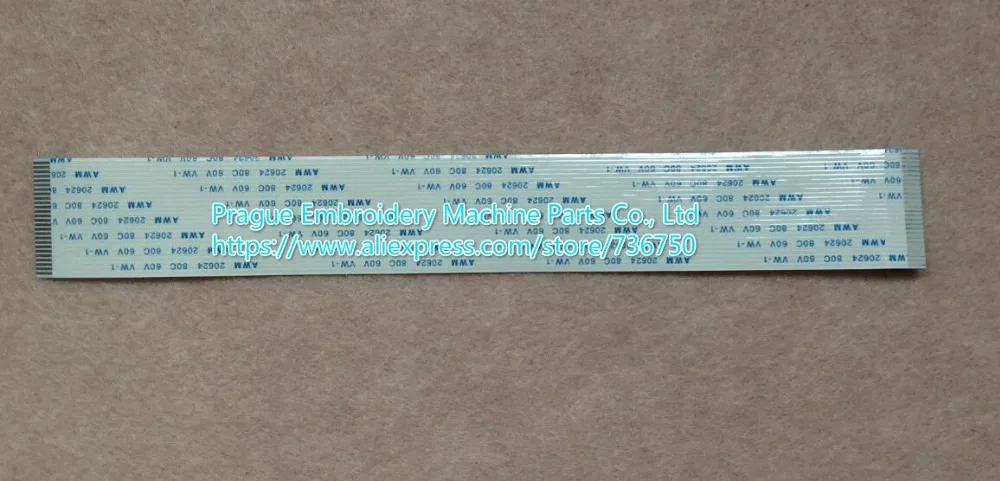 AWM 20624 80C 60V VW-1
Prague Embroidery Machine Parts Co., Ltd
https://www.aliexpress.com/store/736750